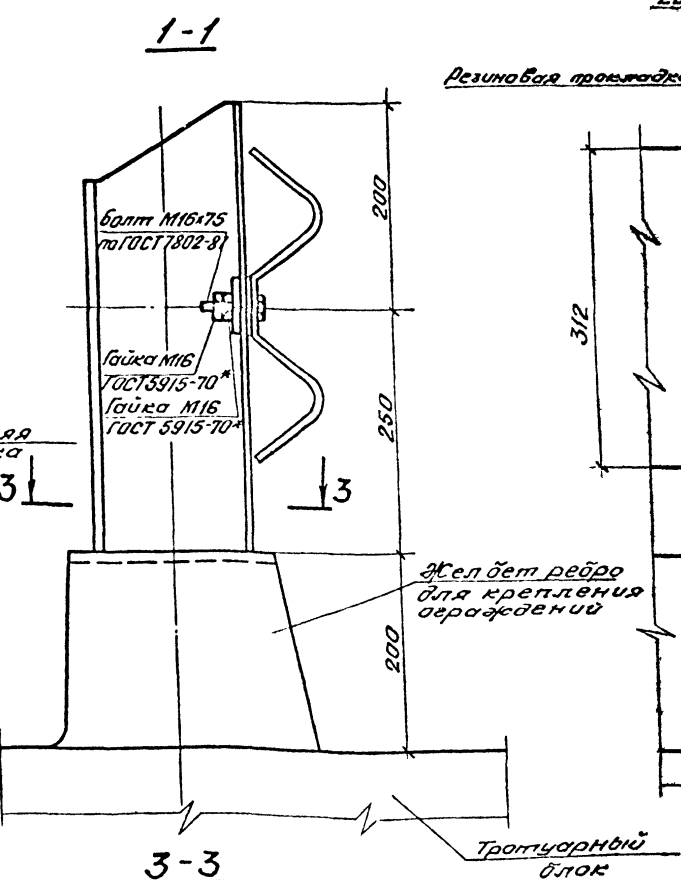 1-1
Резиновая прокладка
200
болт М16х75
по ГОСТ 7802-81
312
Гайка М16
ГОСТ 5915-70*
Гайка М16
ГОСТ 5915-70*
250
3
3
Жел бет ребро
для крепления
ограждений
200
Тротуарный
блок
3-3